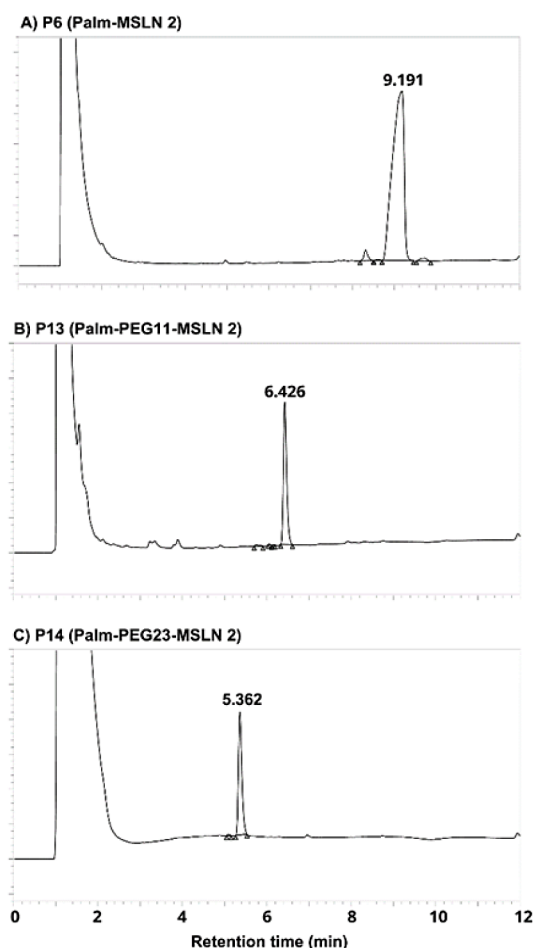 A) P6 (Palm-MSLN 2)
9.191
B) P13 (Palm-PEG11-MSLN 2)
6.426
C) P14 (Palm-PEG23-MSLN 2)
5.362
0 2 4 6 8 10 12
Retention time (min)